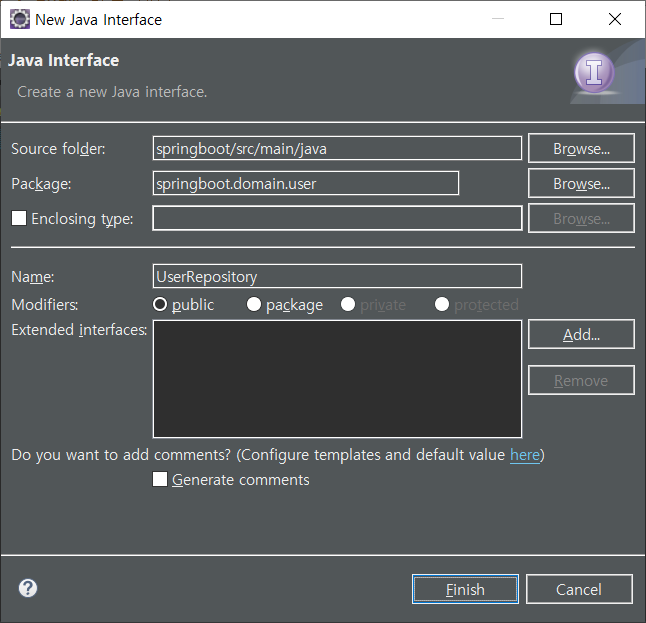 New Java Interface
Java Interface
Create a new Java interface.
I
Source folder: springboot/src/main/java Browse...
Package: springboot.domain.user Browse...
Enclosing type: Browse...
Name: UserRepository
Modifiers: public package private protected
Extended interfaces: Add...
Remove
Do you want to add comments? (Configure templates and default value here)
Generate comments
? Finish Cancel